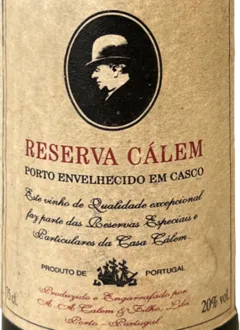 RESERVA CÁLEM
PORTO ENVELHECIDO EM CASCO
Este vinho de Qualidade excepcional
faz parte das Reservas Especiais e
Particulares da Casa Cálem.
PRODUTO DE PORTUGAL
Produzido e Engarrafado por
A. A. Cálem & Filho, Lda
Porto - Portugal
cl.
20% vol.